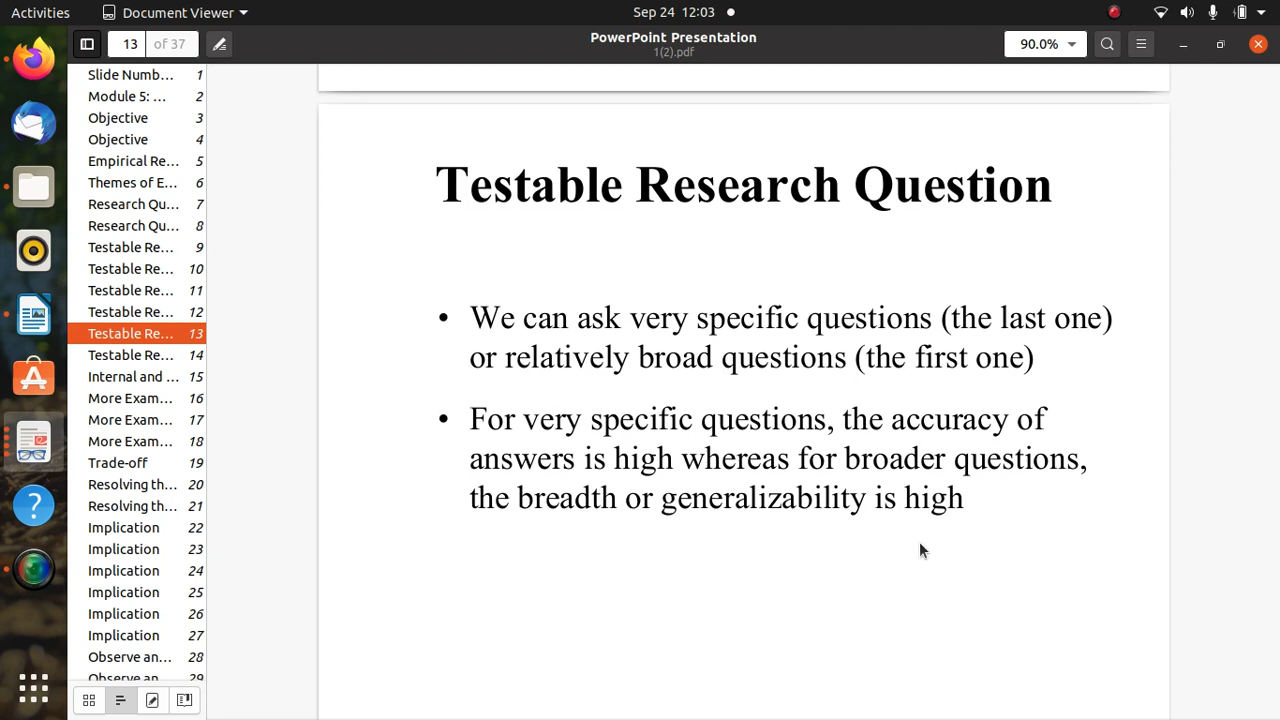 Activities
Document Viewer
Sep 24 12:03
13 of 37
PowerPoint Presentation
1(2).pdf
90.0%
Slide Numb... 1
Module 5: ... 2
Objective 3
Objective 4
Empirical Re... 5
Themes of E... 6
Research Qu... 7
Research Qu... 8
Testable Re... 9
Testable Re... 10
Testable Re... 11
Testable Re... 12
Testable Re... 13
Testable Re... 14
Internal and ... 15
More Exam... 16
More Exam... 17
More Exam... 18
Trade-off 19
Resolving th... 20
Resolving th... 21
Implication 22
Implication 23
Implication 24
Implication 25
Implication 26
Implication 27
Observe an... 28
Observe an... 29
Testable Research Question
• We can ask very specific questions (the last one)
or relatively broad questions (the first one)
• For very specific questions, the accuracy of
answers is high whereas for broader questions,
the breadth or generalizability is high